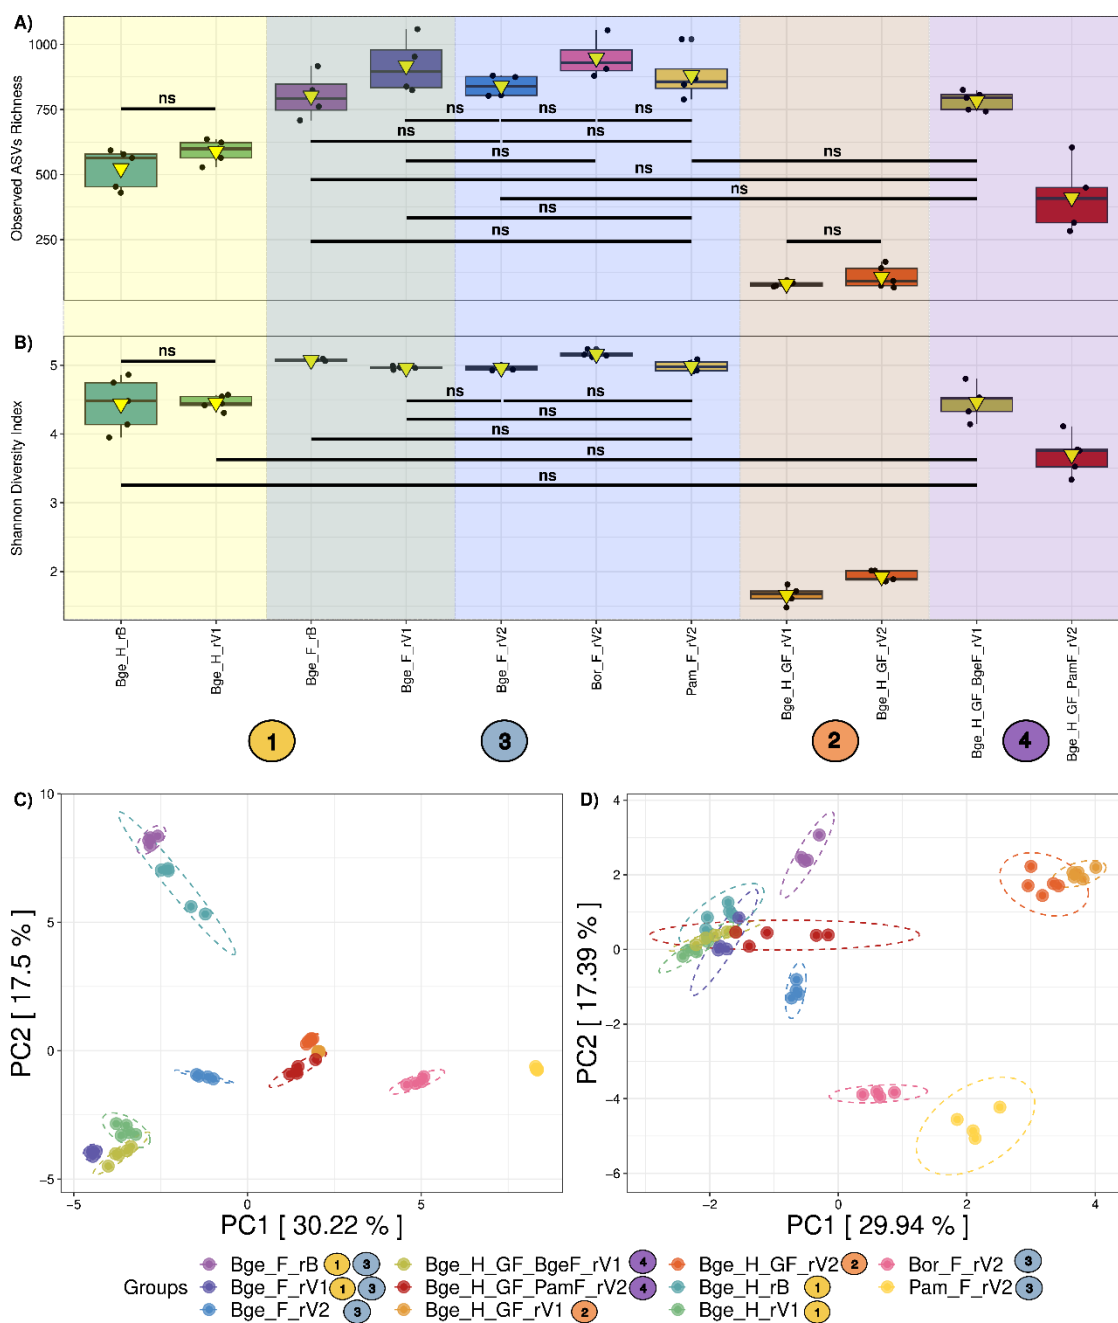 A)
Observed ASVs Richness
1000
750
500
250
ns
ns
ns
ns
ns
ns
ns
ns
ns
ns
ns
ns
ns
ns
B)
Shannon Diversity Index
5
4
3
2
ns
ns
ns
ns
ns
ns
ns
Bge_H_rB
Bge_H_rV1
Bge_F_rB
Bge_F_rV1
Bge_F_rV2
Bor_F_rV2
Pam_F_rV2
Bge_H_GF_rV1
Bge_H_GF_rV2
Bge_H_GF_BgeF_rV1
Bge_H_GF_PamF_rV2
1
3
2
4
C)
PC2 [ 17.5 % ]
10
5
0
−5
−5
0
5
PC1 [ 30.22 % ]
D)
PC2 [ 17.39 % ]
4
2
0
−2
−4
−6
−2
0
2
4
PC1 [ 29.94 % ]
Groups
Bge_F_rB 1 3
Bge_F_rV1 1 3
Bge_F_rV2 3
Bge_H_GF_BgeF_rV1 4
Bge_H_GF_PamF_rV2 4
Bge_H_GF_rV1 2
Bge_H_GF_rV2 2
Bge_H_rB 1
Bge_H_rV1 1
Bor_F_rV2 3
Pam_F_rV2 3